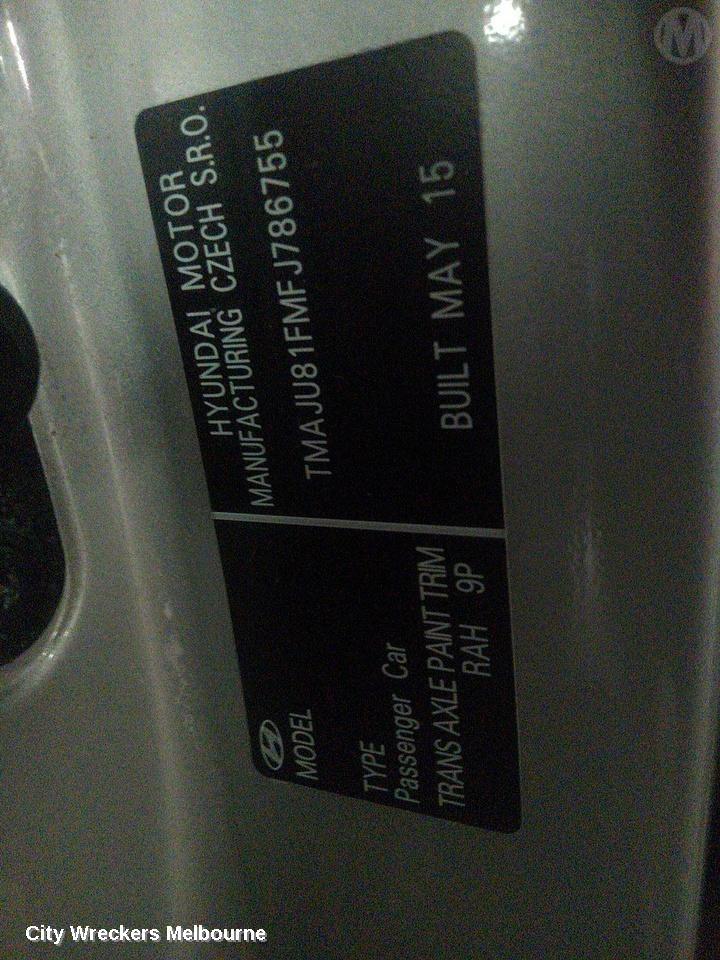 HYUNDAI MOTOR
MANUFACTURING CZECH S.R.O.
TMAJU81FMFJ786755
BUILT MAY 15
MODEL
TYPE
Passenger Car
TRANS AXLE PAINT TRIM
RAH 9P
M
City Wreckers Melbourne